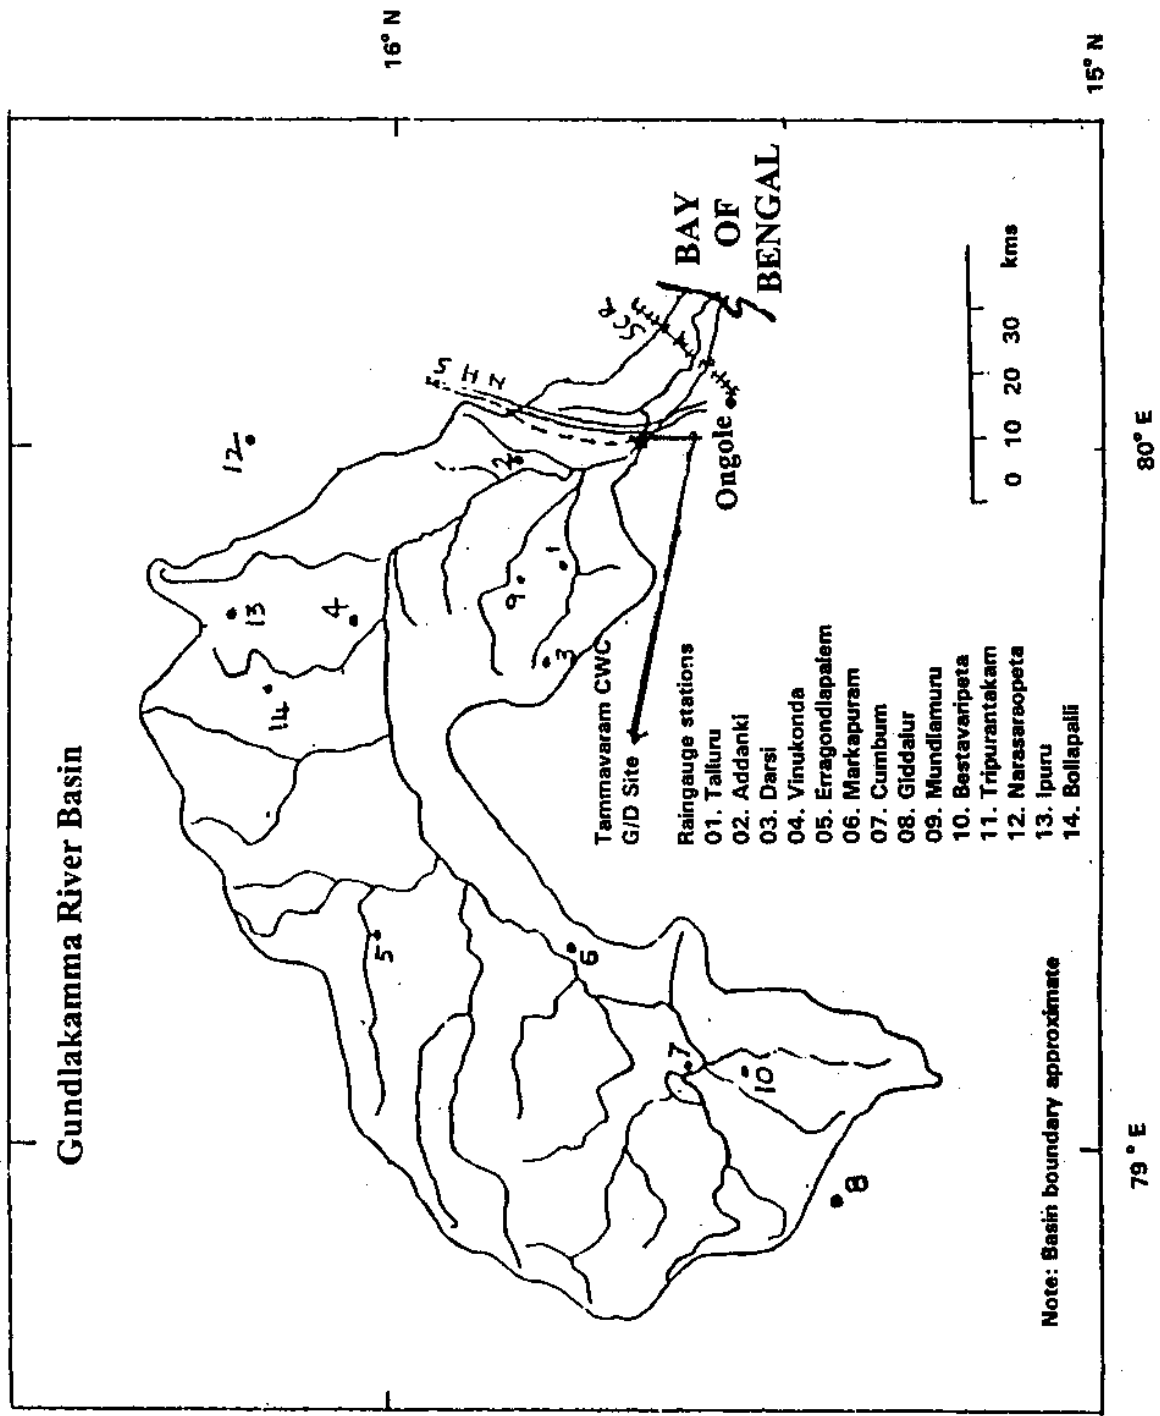 Gundlakamma River Basin
16° N
15° N
80° E
79° E
12
13
4
14
5
2
9
1
3
6
7
10
8
N H 5
SCR
BAY
OF
BENGAL
Ongole
Tammavaram CWC
G/D Site
Raingauge stations
01. Talluru
02. Addanki
03. Darsi
04. Vinukonda
05. Erragondlapalem
06. Markapuram
07. Cumbum
08. Giddalur
09. Mundlamuru
10. Bestavaripeta
11. Tripurantakam
12. Narasaraopeta
13. Ipuru
14. Bollapalli
0 10 20 30 kms
Note: Basin boundary approximate